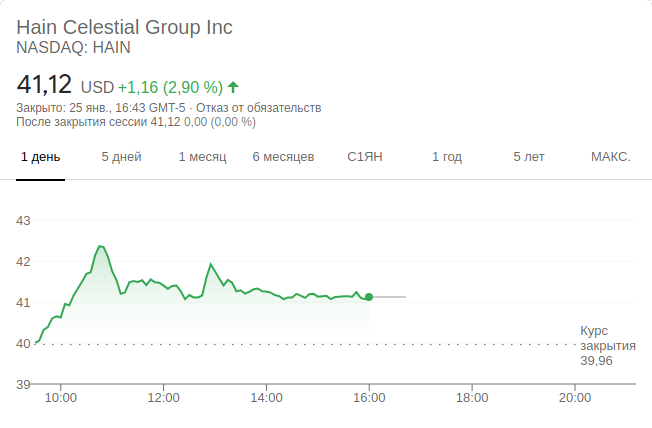 Hain Celestial Group Inc
NASDAQ: HAIN
41,12 USD +1,16 (2,90 %)
Закрыто: 25 янв., 16:43 GMT-5 · Отказ от обязательств
После закрытия сессии 41,12 0,00 (0,00 %)
1 день 5 дней 1 месяц 6 месяцев С1ЯН 1 год 5 лет МАКС.
43
42
41
40
39
Курс
закрытия
39,96
10:00 12:00 14:00 16:00 18:00 20:00